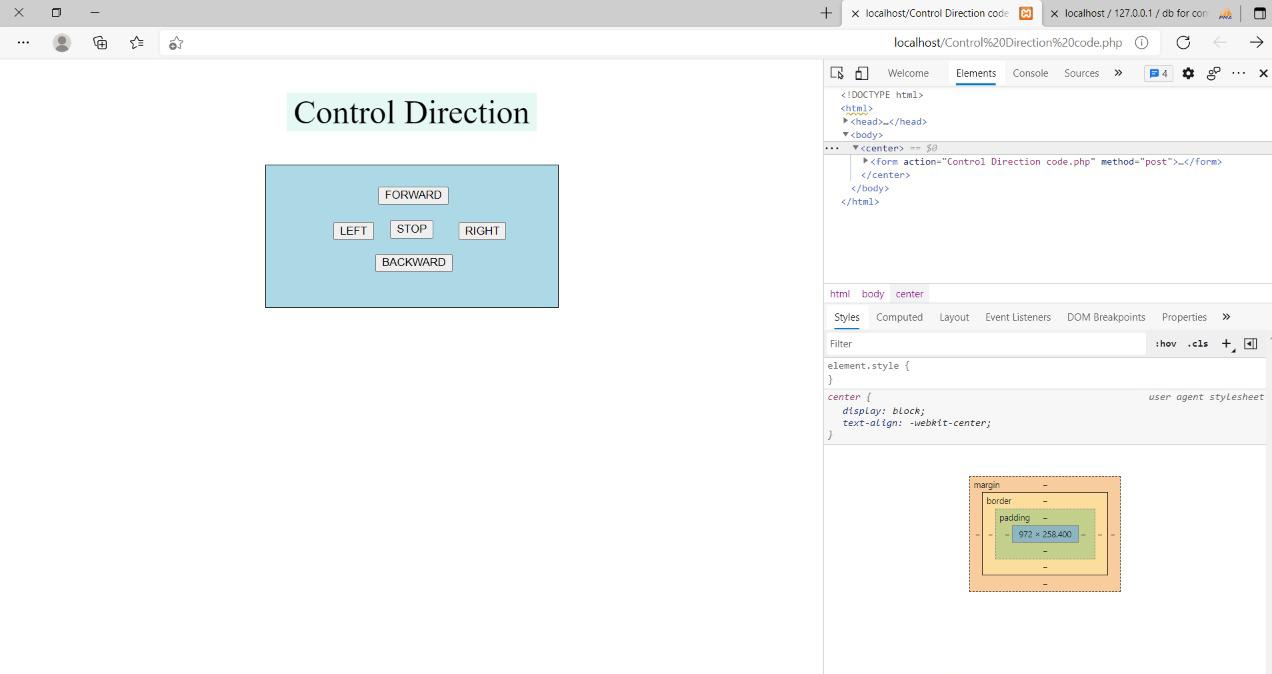 localhost/Control Direction code
localhost / 127.0.0.1 / db for con
localhost/Control%20Direction%20code.php
Control Direction
FORWARD
LEFT STOP RIGHT
BACKWARD
Welcome Elements Console Sources » 4
<!DOCTYPE html>
<html>
<head>…</head>
<body>
<center> == $0
<form action="Control Direction code.php" method="post">…</form>
</center>
</body>
</html>
html body center
Styles Computed Layout Event Listeners DOM Breakpoints Properties »
Filter :hov .cls +
element.style {
}
center { user agent stylesheet
display: block;
text-align: -webkit-center;
}
margin –
border –
padding –
– – – 972 × 258.400 – – –
–
–
–